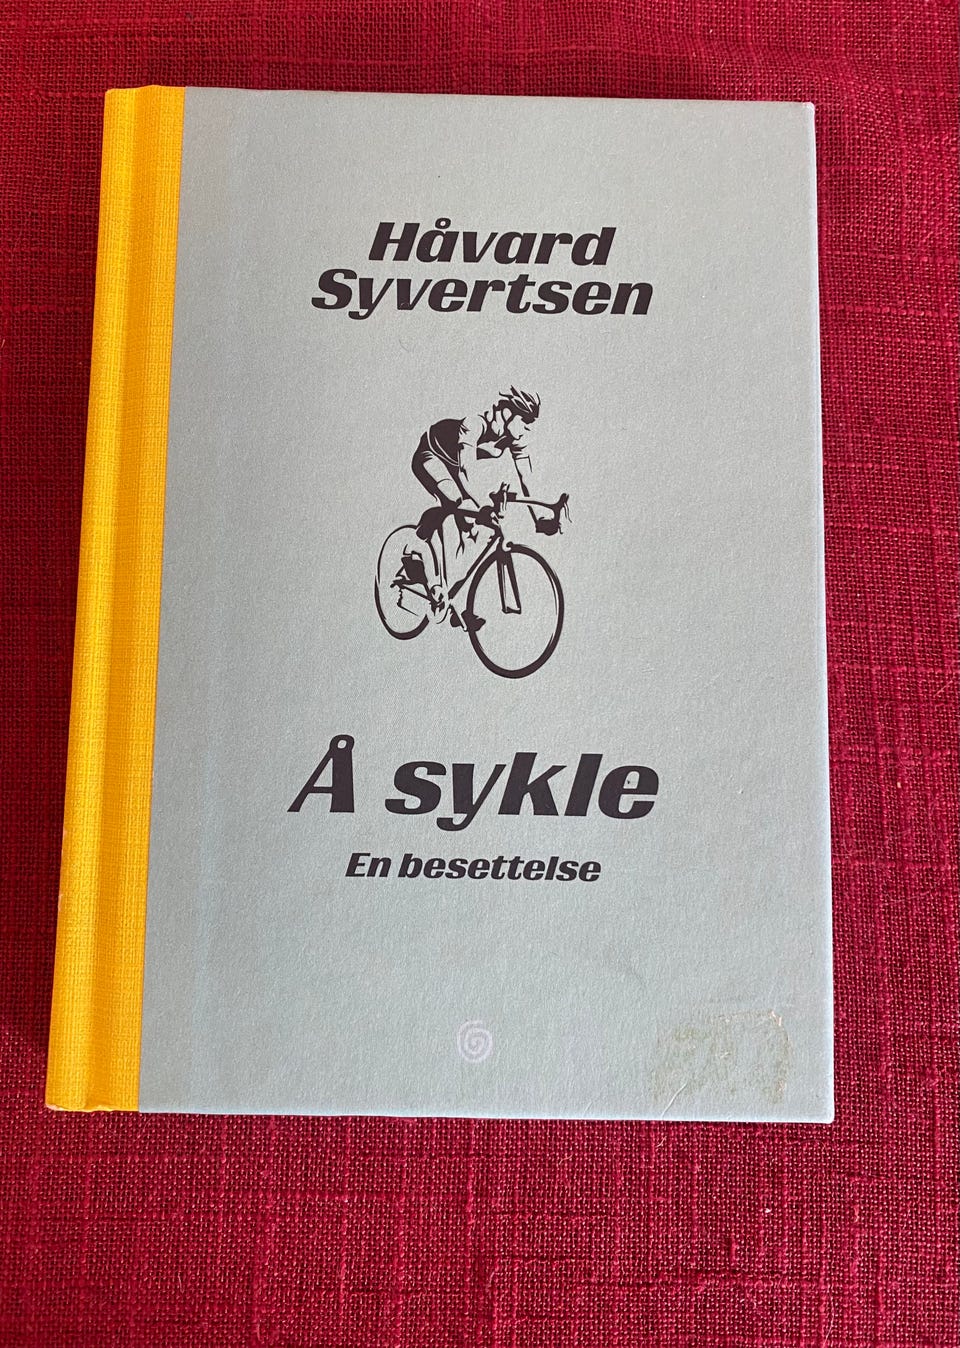 Håvard
Syvertsen
Å sykle
En besettelse